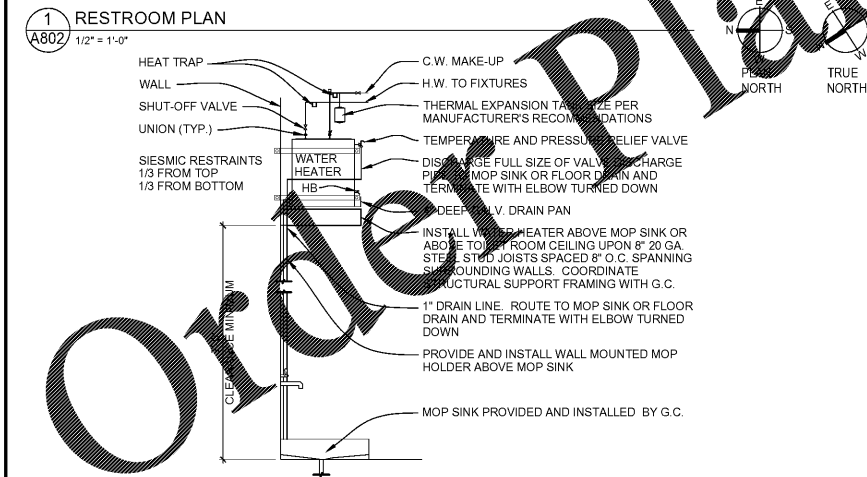 1
RESTROOM PLAN
A802
1/2" = 1'-0"
E
N
S
W
PLAN
NORTH
E
W
TRUE
NORTH
HEAT TRAP
WALL
SHUT-OFF VALVE
UNION (TYP.)
SIESMIC RESTRAINTS
1/3 FROM TOP
1/3 FROM BOTTOM
WATER
HEATER
HB
CLEARANCE MINIMUM
C.W. MAKE-UP
H.W. TO FIXTURES
THERMAL EXPANSION TANK, SIZE PER
MANUFACTURER'S RECOMMENDATIONS
TEMPERATURE AND PRESSURE RELIEF VALVE
DISCHARGE FULL SIZE OF VALVE DISCHARGE
PIPE TO MOP SINK OR FLOOR DRAIN AND
TERMINATE WITH ELBOW TURNED DOWN
DEEP GALV. DRAIN PAN
INSTALL WATER HEATER ABOVE MOP SINK OR
ABOVE TOILET ROOM CEILING UPON 8" 20 GA.
STEEL STUD JOISTS SPACED 8" O.C. SPANNING
SURROUNDING WALLS. COORDINATE
STRUCTURAL SUPPORT FRAMING WITH G.C.
1" DRAIN LINE. ROUTE TO MOP SINK OR FLOOR
DRAIN AND TERMINATE WITH ELBOW TURNED
DOWN
PROVIDE AND INSTALL WALL MOUNTED MOP
HOLDER ABOVE MOP SINK
MOP SINK PROVIDED AND INSTALLED BY G.C.
Order Pla